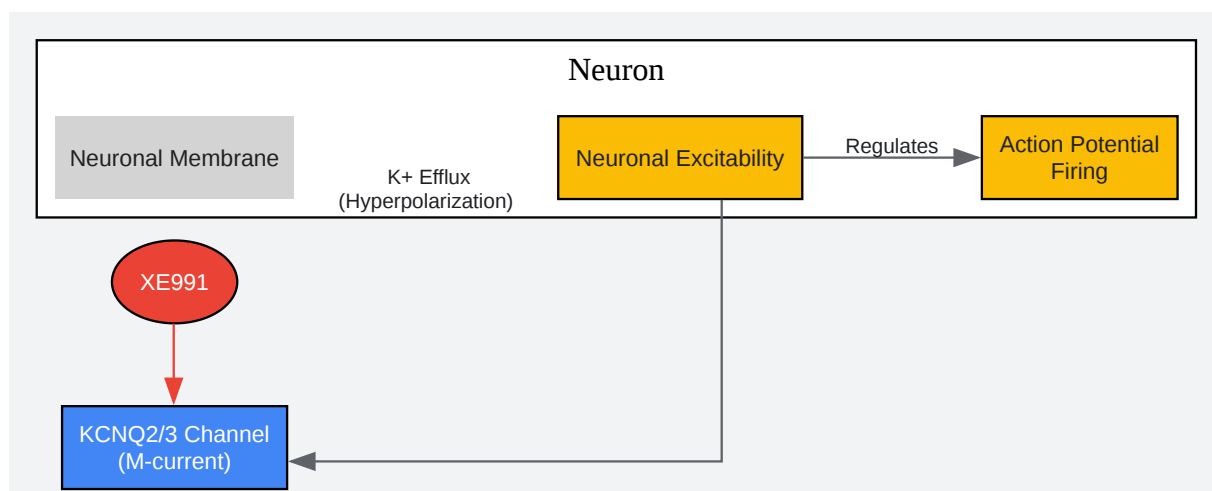 Neuron
Neuronal Membrane
K+ Efflux
(Hyperpolarization)
Neuronal Excitability
Regulates
Action Potential
Firing
XE991
KCNQ2/3 Channel
(M-current)